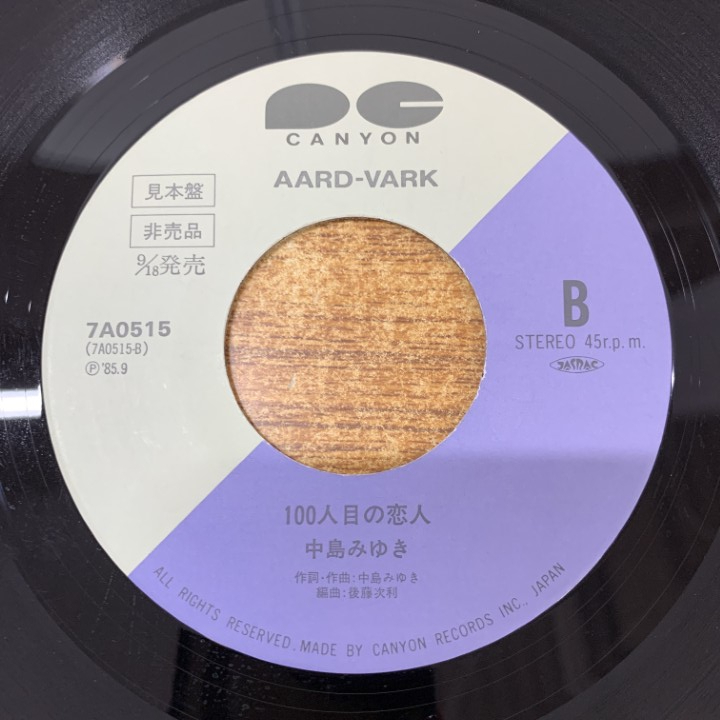 CANYON
AARD-VARK
見本盤
非売品
9/18発売
7A0515
(7A0515-B)
Ⓟ'85.9
B
STEREO 45r.p.m.
JASRAC
100人目の恋人
中島みゆき
作詞・作曲:中島みゆき
編曲:後藤次利
ALL RIGHTS RESERVED. MADE BY CANYON RECORDS INC., JAPAN